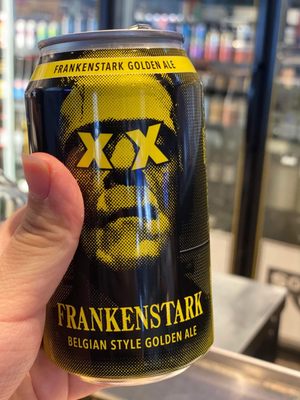 XX
FRANKENSTARK GOLDEN ALE
X X
FRANKENSTARK
BELGIAN STYLE GOLDEN ALE